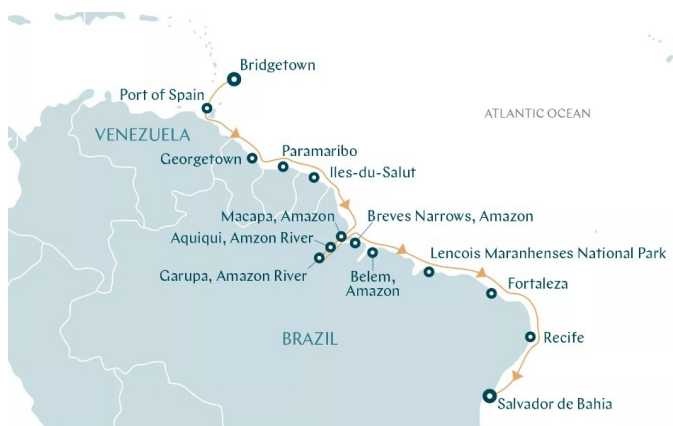 Bridgetown
Port of Spain
ATLANTIC OCEAN
VENEZUELA
Georgetown
Paramaribo
Iles-du-Salut
Macapa, Amazon
Breves Narrows, Amazon
Aquiqui, Amzon River
Lencois Maranhenses National Park
Garupa, Amazon River
Belem,
Amazon
Fortaleza
BRAZIL
Recife
Salvador de Bahia